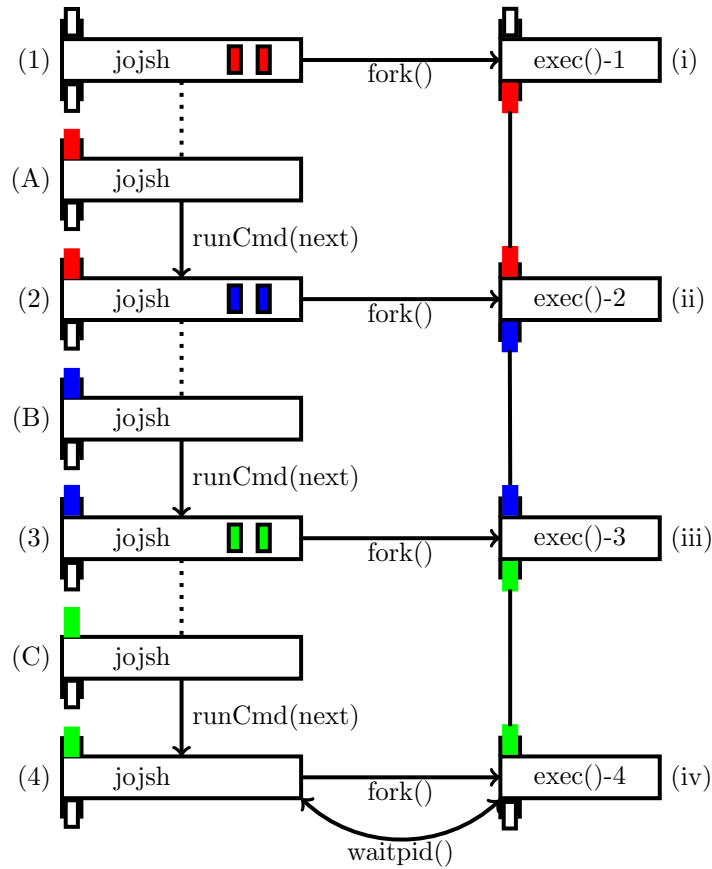 (1) jojsh fork() exec()-1 (i)
(A) jojsh
runCmd(next)
(2) jojsh fork() exec()-2 (ii)
(B) jojsh
runCmd(next)
(3) jojsh fork() exec()-3 (iii)
(C) jojsh
runCmd(next)
(4) jojsh fork() exec()-4 (iv)
waitpid()